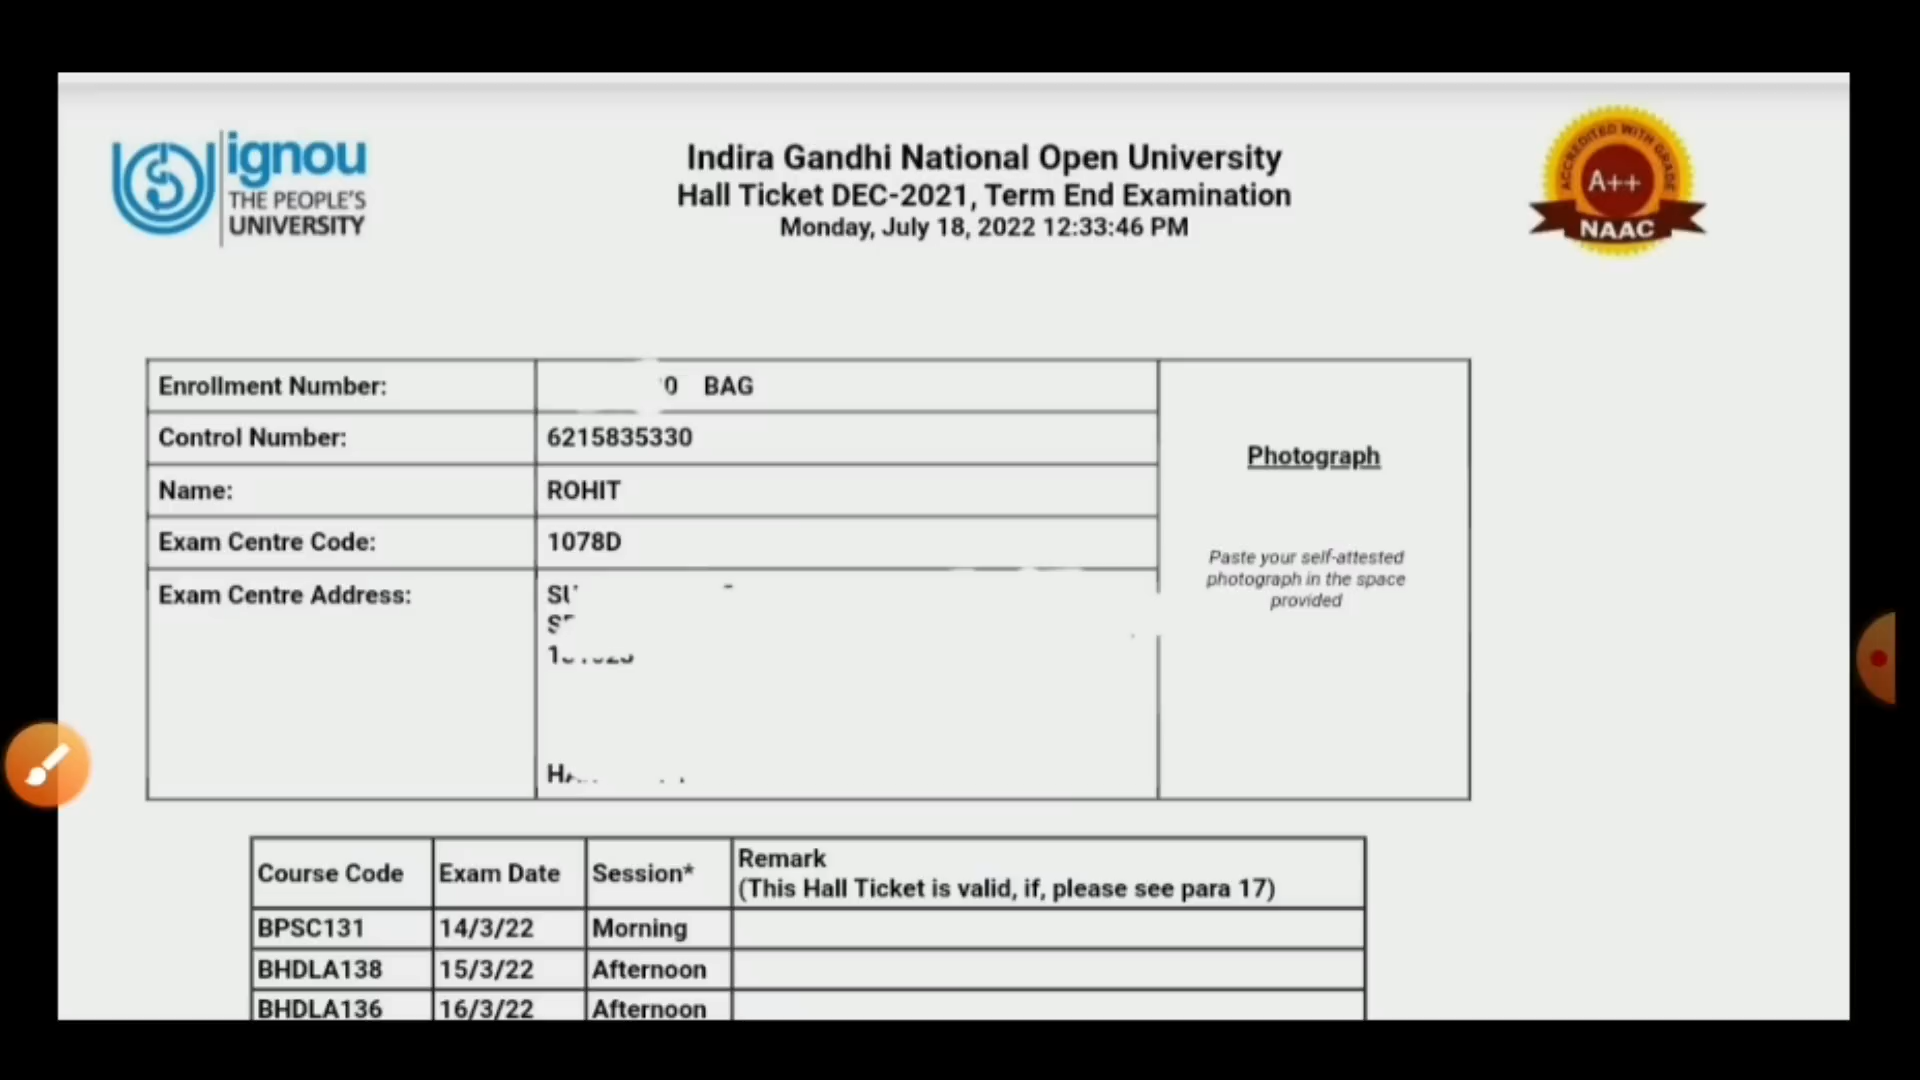 ignou
THE PEOPLE'S
UNIVERSITY
Indira Gandhi National Open University
Hall Ticket DEC-2021, Term End Examination
Monday, July 18, 2022 12:33:46 PM
ACCREDITED WITH GRADE
A++
NAAC
Enrollment Number: 0 BAG
Control Number: 6215835330
Name: ROHIT
Exam Centre Code: 1078D
Exam Centre Address:
Photograph
Paste your self-attested
photograph in the space
provided
Course Code Exam Date Session* Remark
(This Hall Ticket is valid, if, please see para 17)
BPSC131 14/3/22 Morning
BHDLA138 15/3/22 Afternoon
BHDLA136 16/3/22 Afternoon